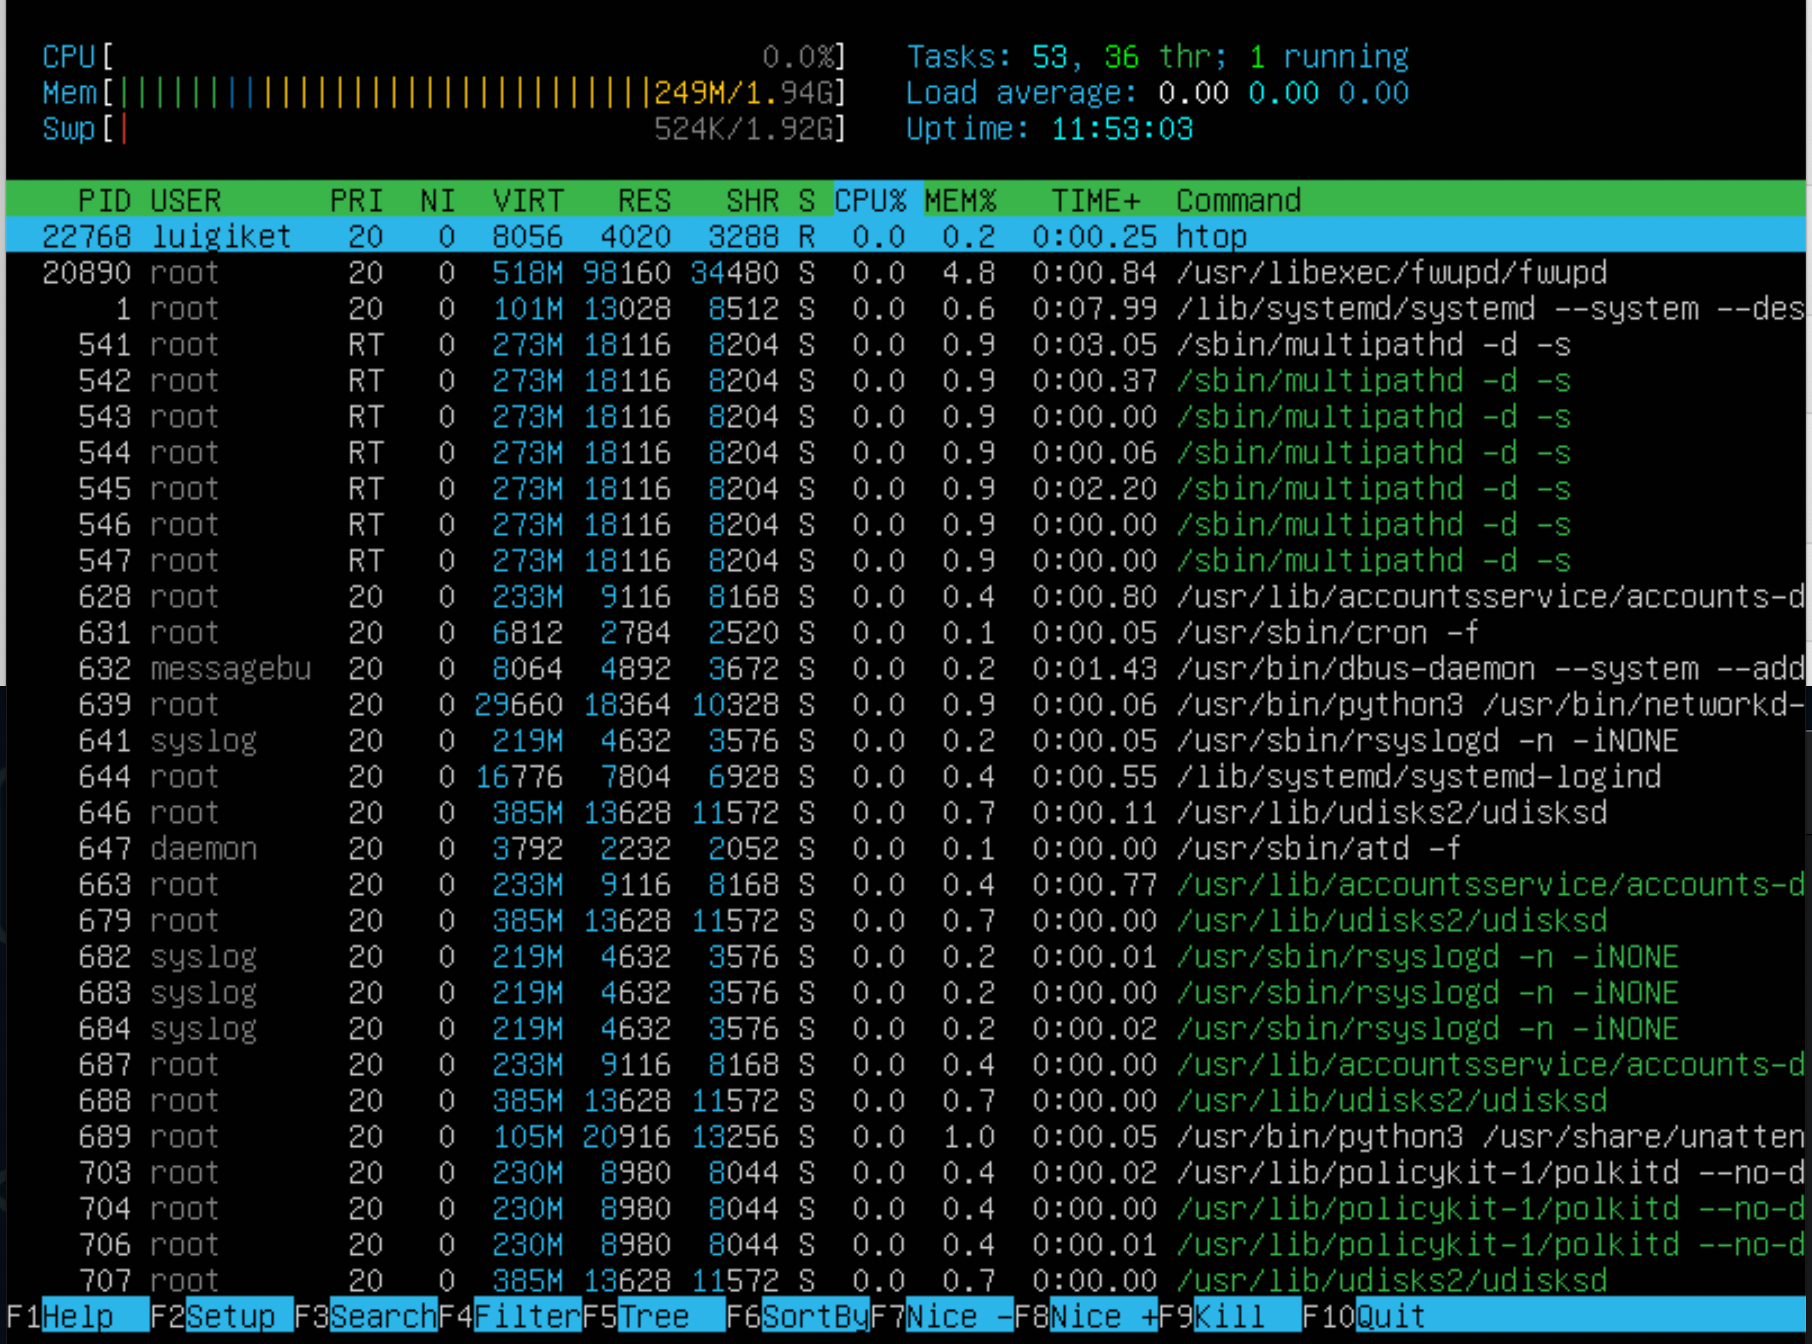 CPU[ 0.0%] Tasks: 53, 36 thr; 1 running
Mem[||||||||||||||||||||||||||||||249M/1.94G] Load average: 0.00 0.00 0.00
Swp[| 524K/1.92G] Uptime: 11:53:03
PID USER PRI NI VIRT RES SHR S CPU% MEM% TIME+ Command
22768 luigiket 20 0 8056 4020 3288 R 0.0 0.2 0:00.25 htop
20890 root 20 0 518M 98160 34480 S 0.0 4.8 0:00.84 /usr/libexec/fwupd/fwupd
1 root 20 0 101M 13028 8512 S 0.0 0.6 0:07.99 /lib/systemd/systemd --system --des
541 root RT 0 273M 18116 8204 S 0.0 0.9 0:03.05 /sbin/multipathd -d -s
542 root RT 0 273M 18116 8204 S 0.0 0.9 0:00.37 /sbin/multipathd -d -s
543 root RT 0 273M 18116 8204 S 0.0 0.9 0:00.00 /sbin/multipathd -d -s
544 root RT 0 273M 18116 8204 S 0.0 0.9 0:00.06 /sbin/multipathd -d -s
545 root RT 0 273M 18116 8204 S 0.0 0.9 0:02.20 /sbin/multipathd -d -s
546 root RT 0 273M 18116 8204 S 0.0 0.9 0:00.00 /sbin/multipathd -d -s
547 root RT 0 273M 18116 8204 S 0.0 0.9 0:00.00 /sbin/multipathd -d -s
628 root 20 0 233M 9116 8168 S 0.0 0.4 0:00.80 /usr/lib/accountsservice/accounts-d
631 root 20 0 6812 2784 2520 S 0.0 0.1 0:00.05 /usr/sbin/cron -f
632 messagebu 20 0 8064 4892 3672 S 0.0 0.2 0:01.43 /usr/bin/dbus-daemon --system --add
639 root 20 0 29660 18364 10328 S 0.0 0.9 0:00.06 /usr/bin/python3 /usr/bin/networkd-
641 syslog 20 0 219M 4632 3576 S 0.0 0.2 0:00.05 /usr/sbin/rsyslogd -n -iNONE
644 root 20 0 16776 7804 6928 S 0.0 0.4 0:00.55 /lib/systemd/systemd-logind
646 root 20 0 385M 13628 11572 S 0.0 0.7 0:00.11 /usr/lib/udisks2/udisksd
647 daemon 20 0 3792 2232 2052 S 0.0 0.1 0:00.00 /usr/sbin/atd -f
663 root 20 0 233M 9116 8168 S 0.0 0.4 0:00.77 /usr/lib/accountsservice/accounts-d
679 root 20 0 385M 13628 11572 S 0.0 0.7 0:00.00 /usr/lib/udisks2/udisksd
682 syslog 20 0 219M 4632 3576 S 0.0 0.2 0:00.01 /usr/sbin/rsyslogd -n -iNONE
683 syslog 20 0 219M 4632 3576 S 0.0 0.2 0:00.00 /usr/sbin/rsyslogd -n -iNONE
684 syslog 20 0 219M 4632 3576 S 0.0 0.2 0:00.02 /usr/sbin/rsyslogd -n -iNONE
687 root 20 0 233M 9116 8168 S 0.0 0.4 0:00.00 /usr/lib/accountsservice/accounts-d
688 root 20 0 385M 13628 11572 S 0.0 0.7 0:00.00 /usr/lib/udisks2/udisksd
689 root 20 0 105M 20916 13256 S 0.0 1.0 0:00.05 /usr/bin/python3 /usr/share/unatten
703 root 20 0 230M 8980 8044 S 0.0 0.4 0:00.02 /usr/lib/policykit-1/polkitd --no-d
704 root 20 0 230M 8980 8044 S 0.0 0.4 0:00.00 /usr/lib/policykit-1/polkitd --no-d
706 root 20 0 230M 8980 8044 S 0.0 0.4 0:00.01 /usr/lib/policykit-1/polkitd --no-d
707 root 20 0 385M 13628 11572 S 0.0 0.7 0:00.00 /usr/lib/udisks2/udisksd
F1Help F2Setup F3SearchF4FilterF5Tree F6SortByF7Nice -F8Nice +F9Kill F10Quit